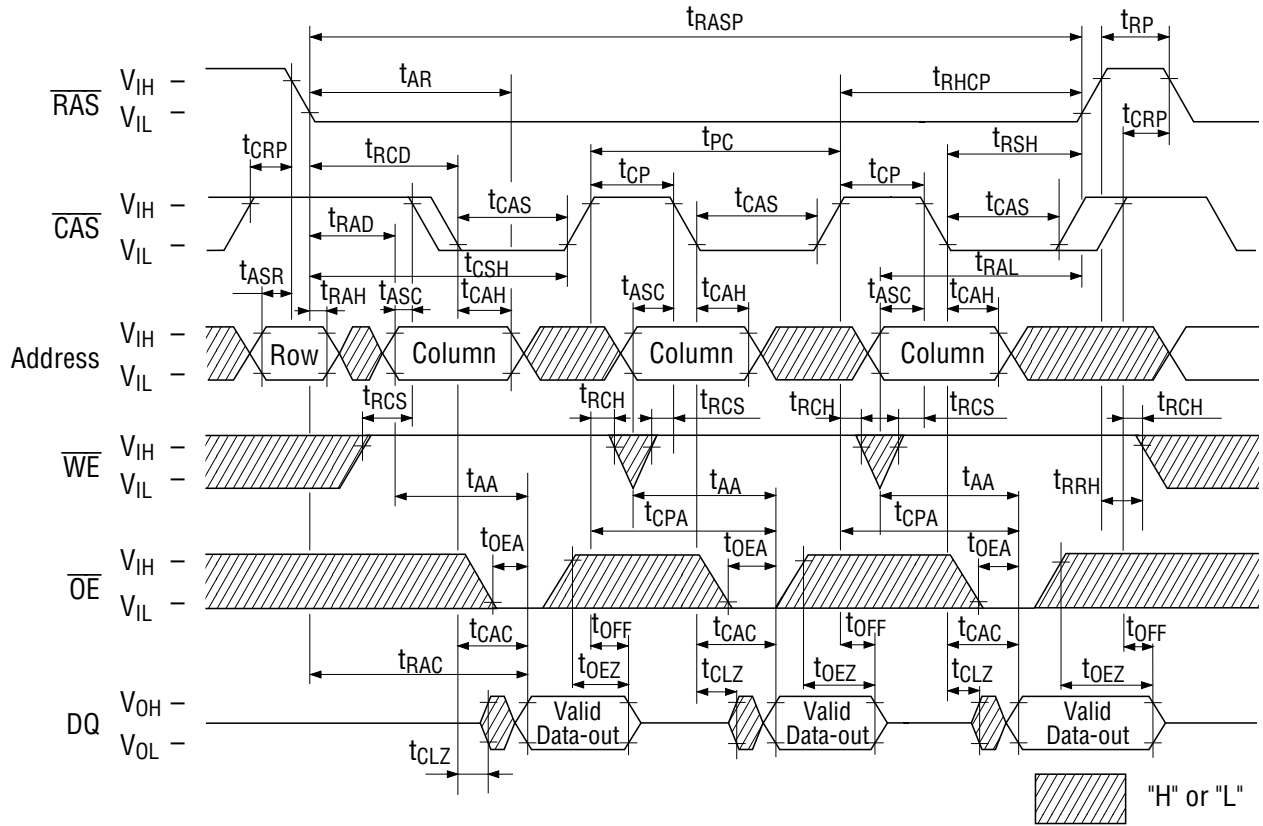 tRASP
tRP
VIH
RAS
VIL
tAR
tRHCP
tCRP
tRCD
tPC
tRSH
tCRP
VIH
CAS
VIL
tCAS
tCP
tCAS
tCP
tCAS
tRAD
tCSH
tRAL
tASR
tRAH
tASC
tCAH
tASC
tCAH
tASC
tCAH
VIH
Address
VIL
Row
Column
Column
Column
tRCS
tRCH
tRCS
tRCH
tRCS
tRCH
VIH
WE
VIL
tAA
tAA
tAA
tRRH
tCPA
tCPA
tOEA
tOEA
tOEA
VIH
OE
VIL
tCAC
tOFF
tCAC
tOFF
tCAC
tOFF
tRAC
tOEZ
tCLZ
tOEZ
tCLZ
tOEZ
VOH
DQ
VOL
Valid
Data-out
Valid
Data-out
Valid
Data-out
tCLZ
"H" or "L"